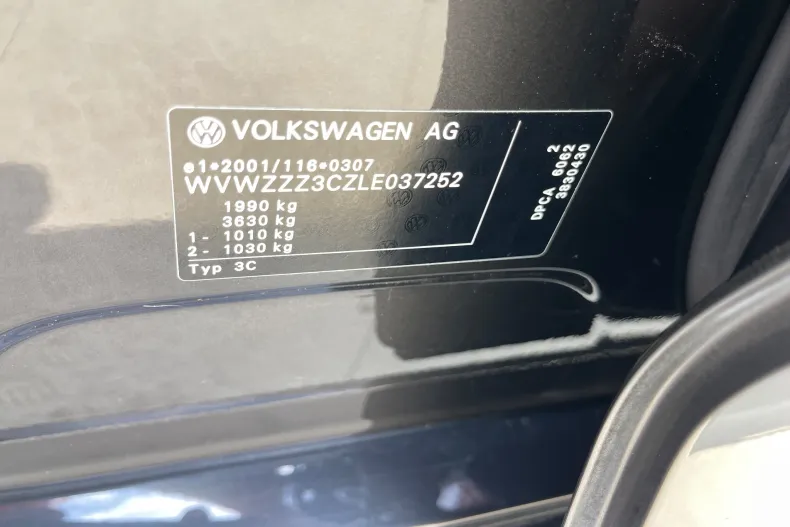 VOLKSWAGEN AG
e1*2001/116*0307
WVWZZZ3CZLE037252
1990 kg
3630 kg
1 - 1010 kg
2 - 1030 kg
Typ 3C
DPCA 6062 2
3830430